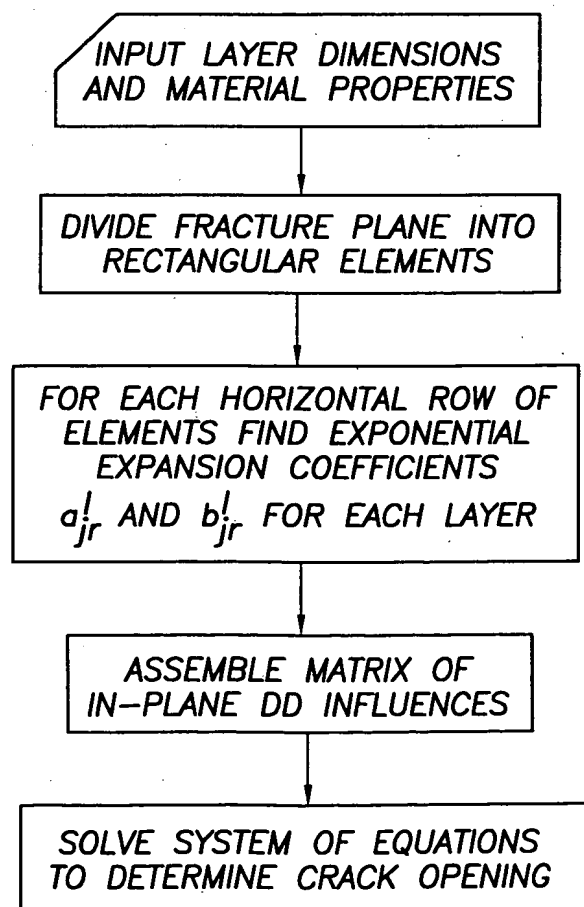 INPUT LAYER DIMENSIONS
AND MATERIAL PROPERTIES
DIVIDE FRACTURE PLANE INTO
RECTANGULAR ELEMENTS
FOR EACH HORIZONTAL ROW OF
ELEMENTS FIND EXPONENTIAL
EXPANSION COEFFICIENTS
a^!_jr AND b^!_jr FOR EACH LAYER
ASSEMBLE MATRIX OF
IN-PLANE DD INFLUENCES
SOLVE SYSTEM OF EQUATIONS
TO DETERMINE CRACK OPENING